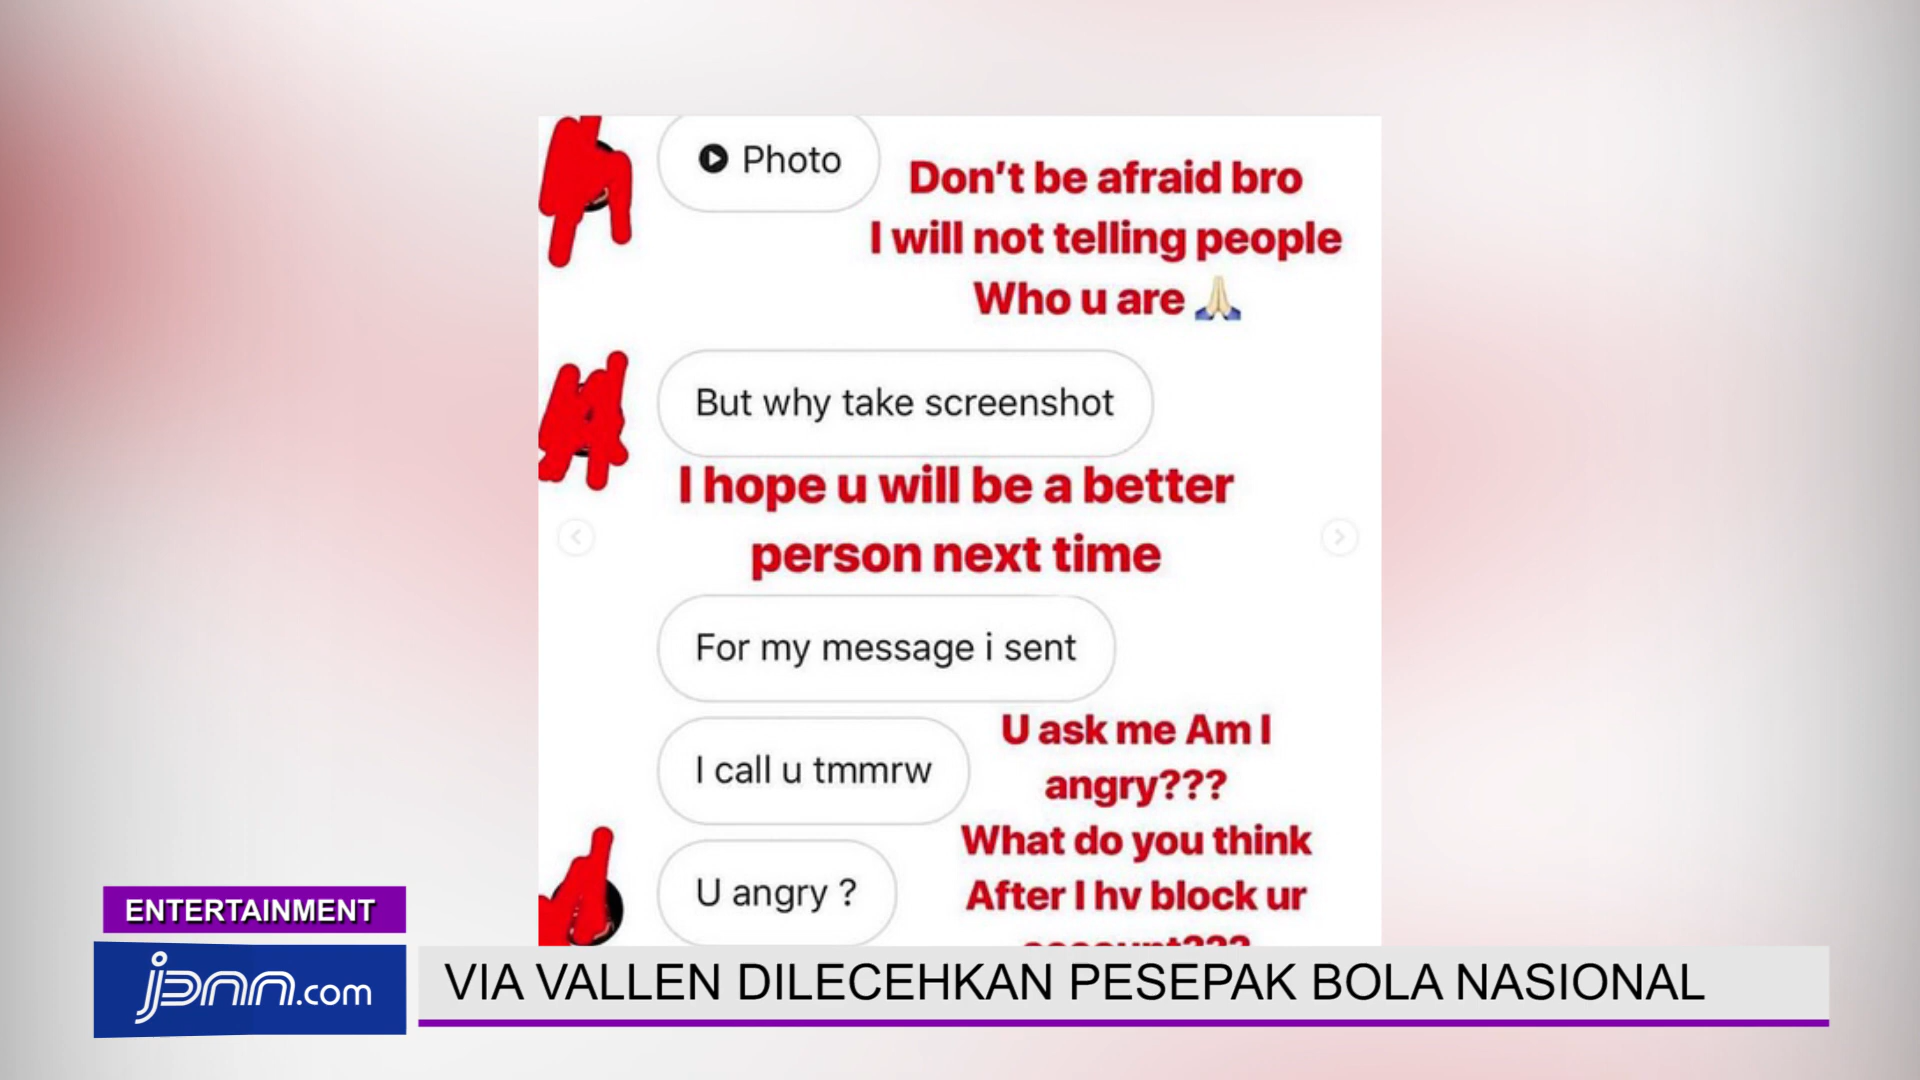 Photo
Don't be afraid bro
I will not telling people
Who u are 🙏🏻
But why take screenshot
I hope u will be a better
person next time
For my message i sent
I call u tmmrw
U ask me Am I
angry???
What do you think
After I hv block ur
U angry ?
ENTERTAINMENT
jpnn.com
VIA VALLEN DILECEHKAN PESEPAK BOLA NASIONAL